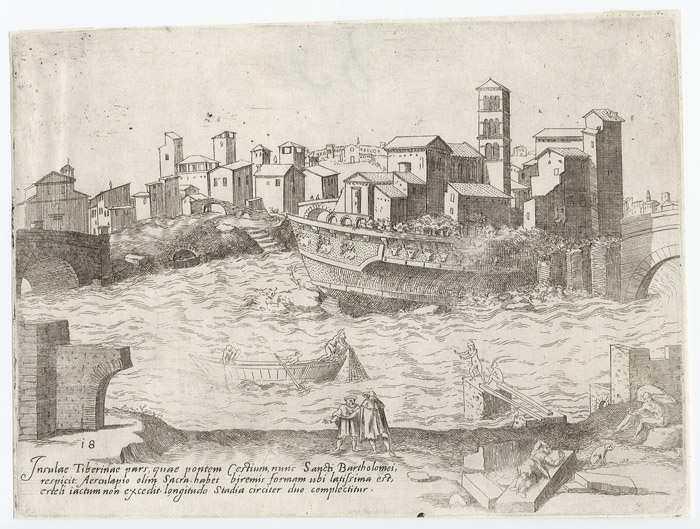 18
Insulae Tiberinae pars, quae pontem Cestium, nunc Sancti Bartholomei,
respicit. Aesculapio olim Sacra. habet biremis formam ubi latissima est,
esteli iactum non excedit longitudo Stadia circiter duo complectitur.